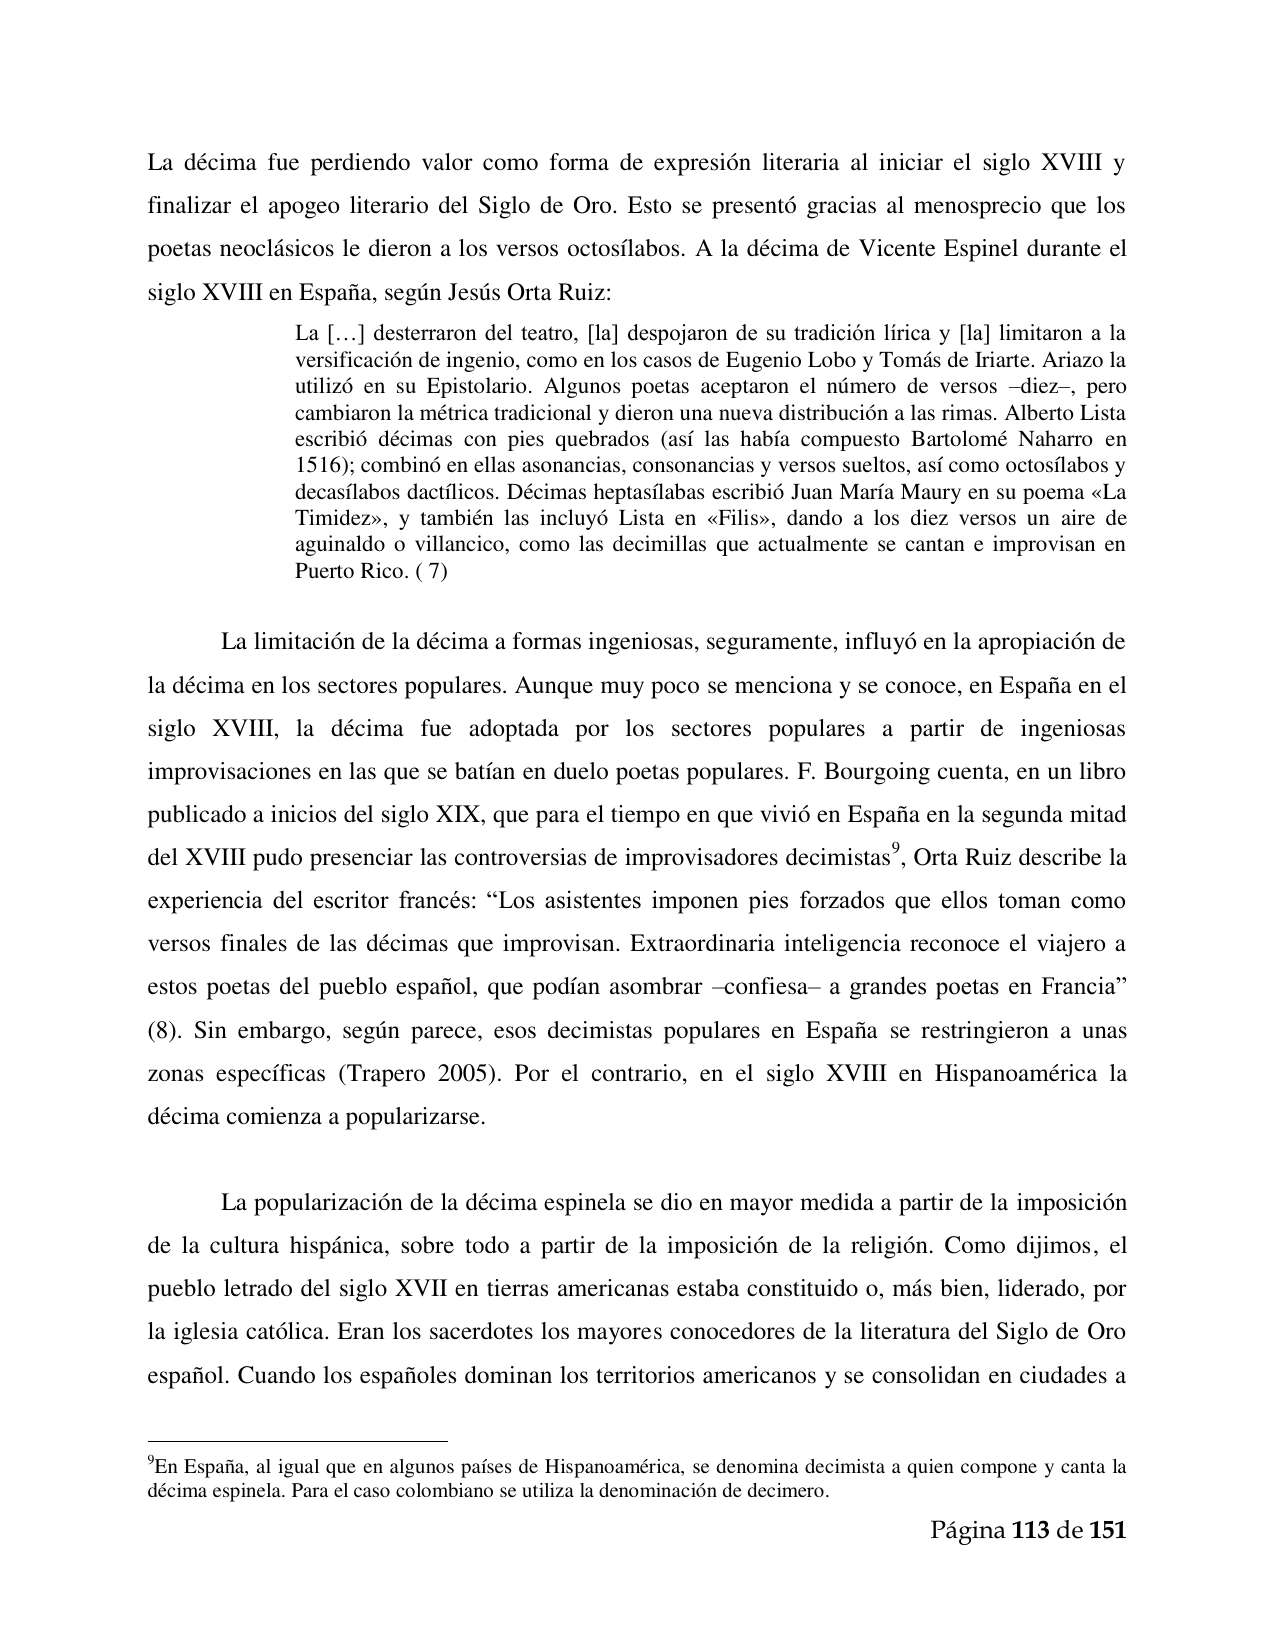 La décima fue perdiendo valor como forma de expresión literaria al iniciar el siglo XVIII y
finalizar el apogeo literario del Siglo de Oro. Esto se presentó gracias al menosprecio que los
poetas neoclásicos le dieron a los versos octosílabos. A la décima de Vicente Espinel durante el
siglo XVIII en España, según Jesús Orta Ruiz:
La […] desterraron del teatro, [la] despojaron de su tradición lírica y [la] limitaron a la
versificación de ingenio, como en los casos de Eugenio Lobo y Tomás de Iriarte. Ariazo la
utilizó en su Epistolario. Algunos poetas aceptaron el número de versos –diez–, pero
cambiaron la métrica tradicional y dieron una nueva distribución a las rimas. Alberto Lista
escribió décimas con pies quebrados (así las había compuesto Bartolomé Naharro en
1516); combinó en ellas asonancias, consonancias y versos sueltos, así como octosílabos y
decasílabos dactílicos. Décimas heptasílabas escribió Juan María Maury en su poema «La
Timidez», y también las incluyó Lista en «Filis», dando a los diez versos un aire de
aguinaldo o villancico, como las decimillas que actualmente se cantan e improvisan en
Puerto Rico. ( 7)
La limitación de la décima a formas ingeniosas, seguramente, influyó en la apropiación de
la décima en los sectores populares. Aunque muy poco se menciona y se conoce, en España en el
siglo XVIII, la décima fue adoptada por los sectores populares a partir de ingeniosas
improvisaciones en las que se batían en duelo poetas populares. F. Bourgoing cuenta, en un libro
publicado a inicios del siglo XIX, que para el tiempo en que vivió en España en la segunda mitad
del XVIII pudo presenciar las controversias de improvisadores decimistas9, Orta Ruiz describe la
experiencia del escritor francés: “Los asistentes imponen pies forzados que ellos toman como
versos finales de las décimas que improvisan. Extraordinaria inteligencia reconoce el viajero a
estos poetas del pueblo español, que podían asombrar –confiesa– a grandes poetas en Francia”
(8). Sin embargo, según parece, esos decimistas populares en España se restringieron a unas
zonas específicas (Trapero 2005). Por el contrario, en el siglo XVIII en Hispanoamérica la
décima comienza a popularizarse.
La popularización de la décima espinela se dio en mayor medida a partir de la imposición
de la cultura hispánica, sobre todo a partir de la imposición de la religión. Como dijimos, el
pueblo letrado del siglo XVII en tierras americanas estaba constituido o, más bien, liderado, por
la iglesia católica. Eran los sacerdotes los mayores conocedores de la literatura del Siglo de Oro
español. Cuando los españoles dominan los territorios americanos y se consolidan en ciudades a
9En España, al igual que en algunos países de Hispanoamérica, se denomina decimista a quien compone y canta la
décima espinela. Para el caso colombiano se utiliza la denominación de decimero.
Página 113 de 151